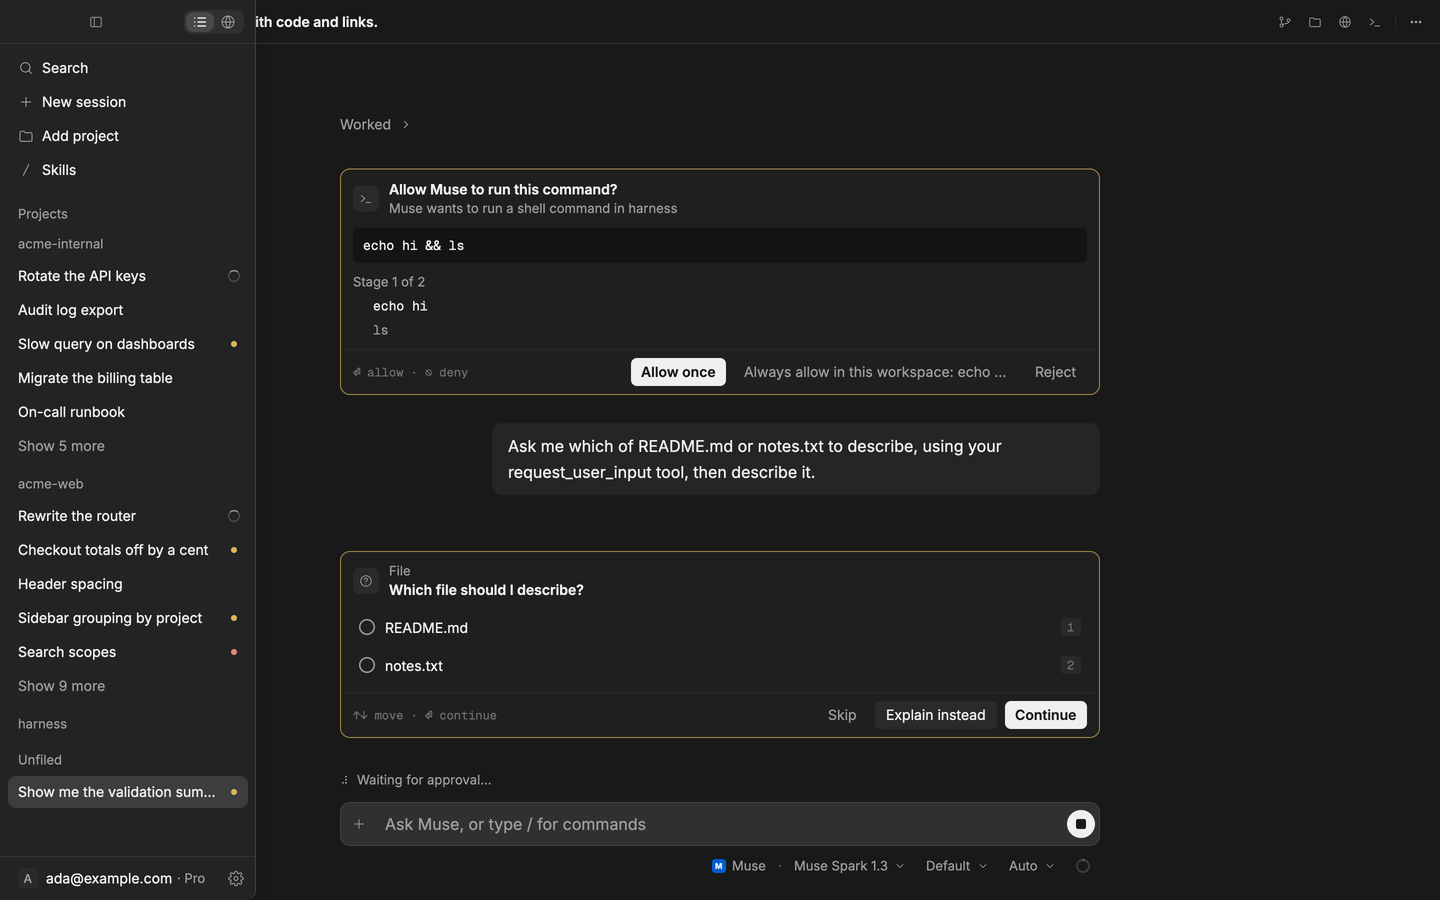 ith code and links.
Search
New session
Add project
Skills
Projects
acme-internal
Rotate the API keys
Audit log export
Slow query on dashboards
Migrate the billing table
On-call runbook
Show 5 more
acme-web
Rewrite the router
Checkout totals off by a cent
Header spacing
Sidebar grouping by project
Search scopes
Show 9 more
harness
Unfiled
Show me the validation sum...
A ada@example.com · Pro
Worked
Allow Muse to run this command?
Muse wants to run a shell command in harness
echo hi && ls
Stage 1 of 2
echo hi
ls
allow · deny
Allow once
Always allow in this workspace: echo ...
Reject
Ask me which of README.md or notes.txt to describe, using your
request_user_input tool, then describe it.
File
Which file should I describe?
README.md 1
notes.txt 2
move · continue
Skip
Explain instead
Continue
Waiting for approval...
Ask Muse, or type / for commands
M Muse · Muse Spark 1.3 Default Auto